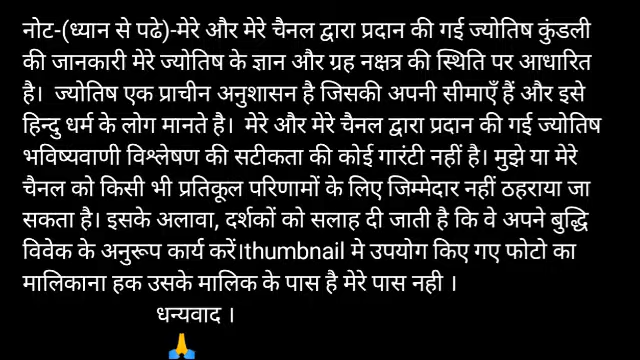 नोट-(ध्यान से पढे)-मेरे और मेरे चैनल द्वारा प्रदान की गई ज्योतिष कुंडली
की जानकारी मेरे ज्योतिष के ज्ञान और ग्रह नक्षत्र की स्थिति पर आधारित
है। ज्योतिष एक प्राचीन अनुशासन है जिसकी अपनी सीमाएँ हैं और इसे
हिन्दु धर्म के लोग मानते है। मेरे और मेरे चैनल द्वारा प्रदान की गई ज्योतिष
भविष्यवाणी विश्लेषण की सटीकता की कोई गारंटी नहीं है। मुझे या मेरे
चैनल को किसी भी प्रतिकूल परिणामों के लिए जिम्मेदार नहीं ठहराया जा
सकता है। इसके अलावा, दर्शकों को सलाह दी जाती है कि वे अपने बुद्धि
विवेक के अनुरूप कार्य करें।thumbnail मे उपयोग किए गए फोटो का
मालिकाना हक उसके मालिक के पास है मेरे पास नही ।
धन्यवाद ।
🙏